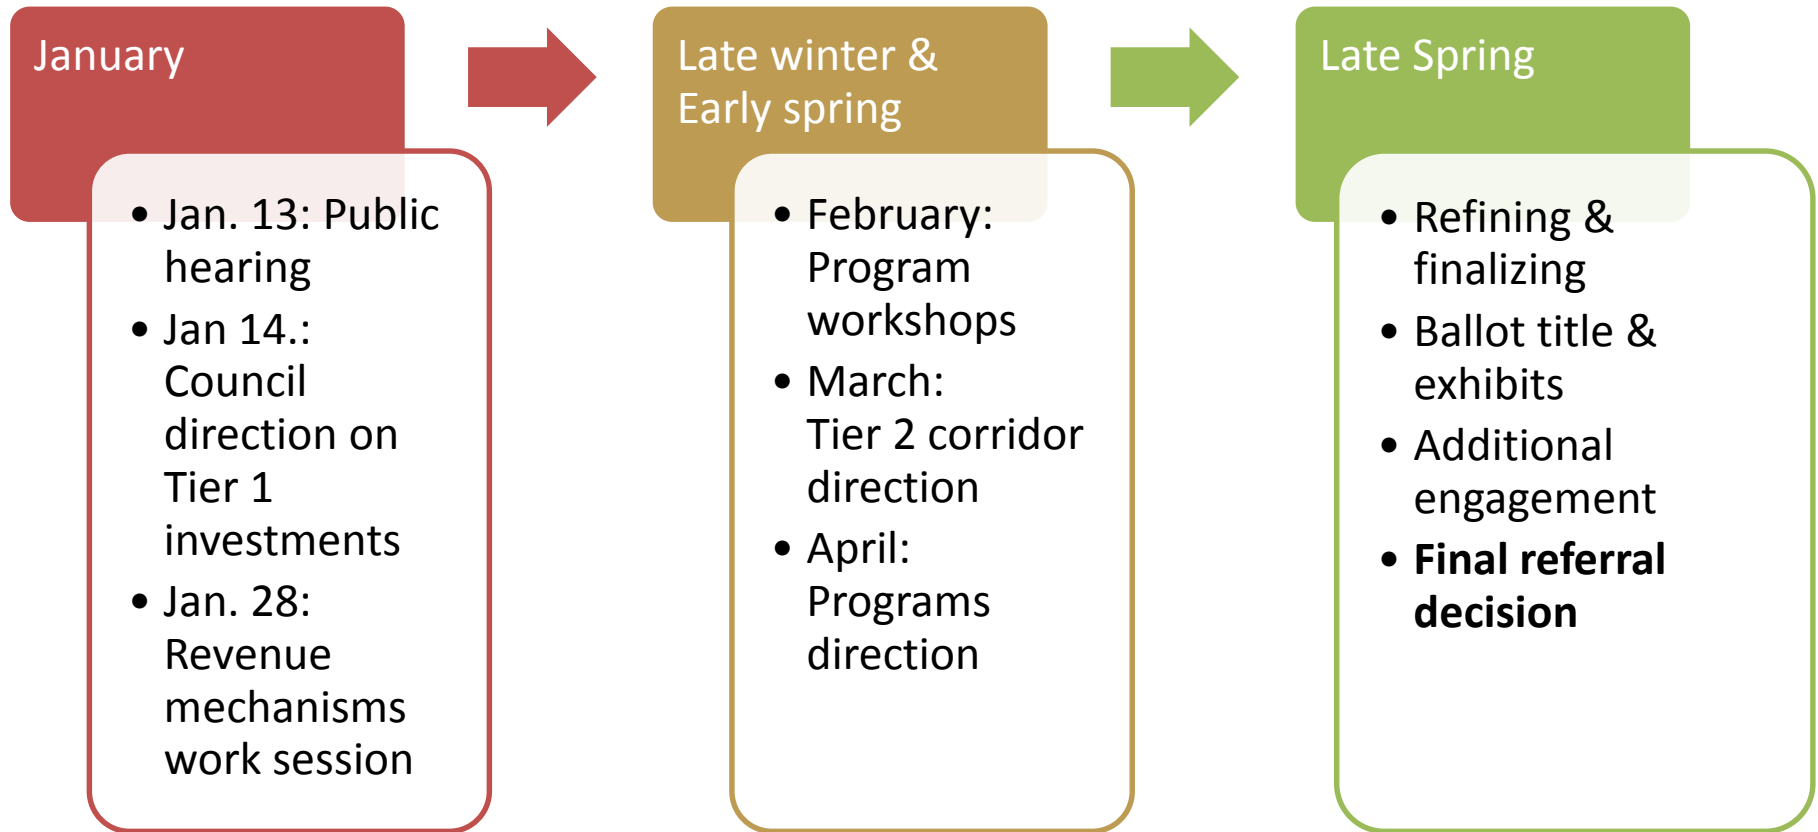 January
• Jan. 13: Public
hearing
• Jan 14.:
Council
direction on
Tier 1
investments
• Jan. 28:
Revenue
mechanisms
work session
Late winter &
Early spring
• February:
Program
workshops
• March:
Tier 2 corridor
direction
• April:
Programs
direction
Late Spring
• Refining &
finalizing
• Ballot title &
exhibits
• Additional
engagement
• Final referral
decision